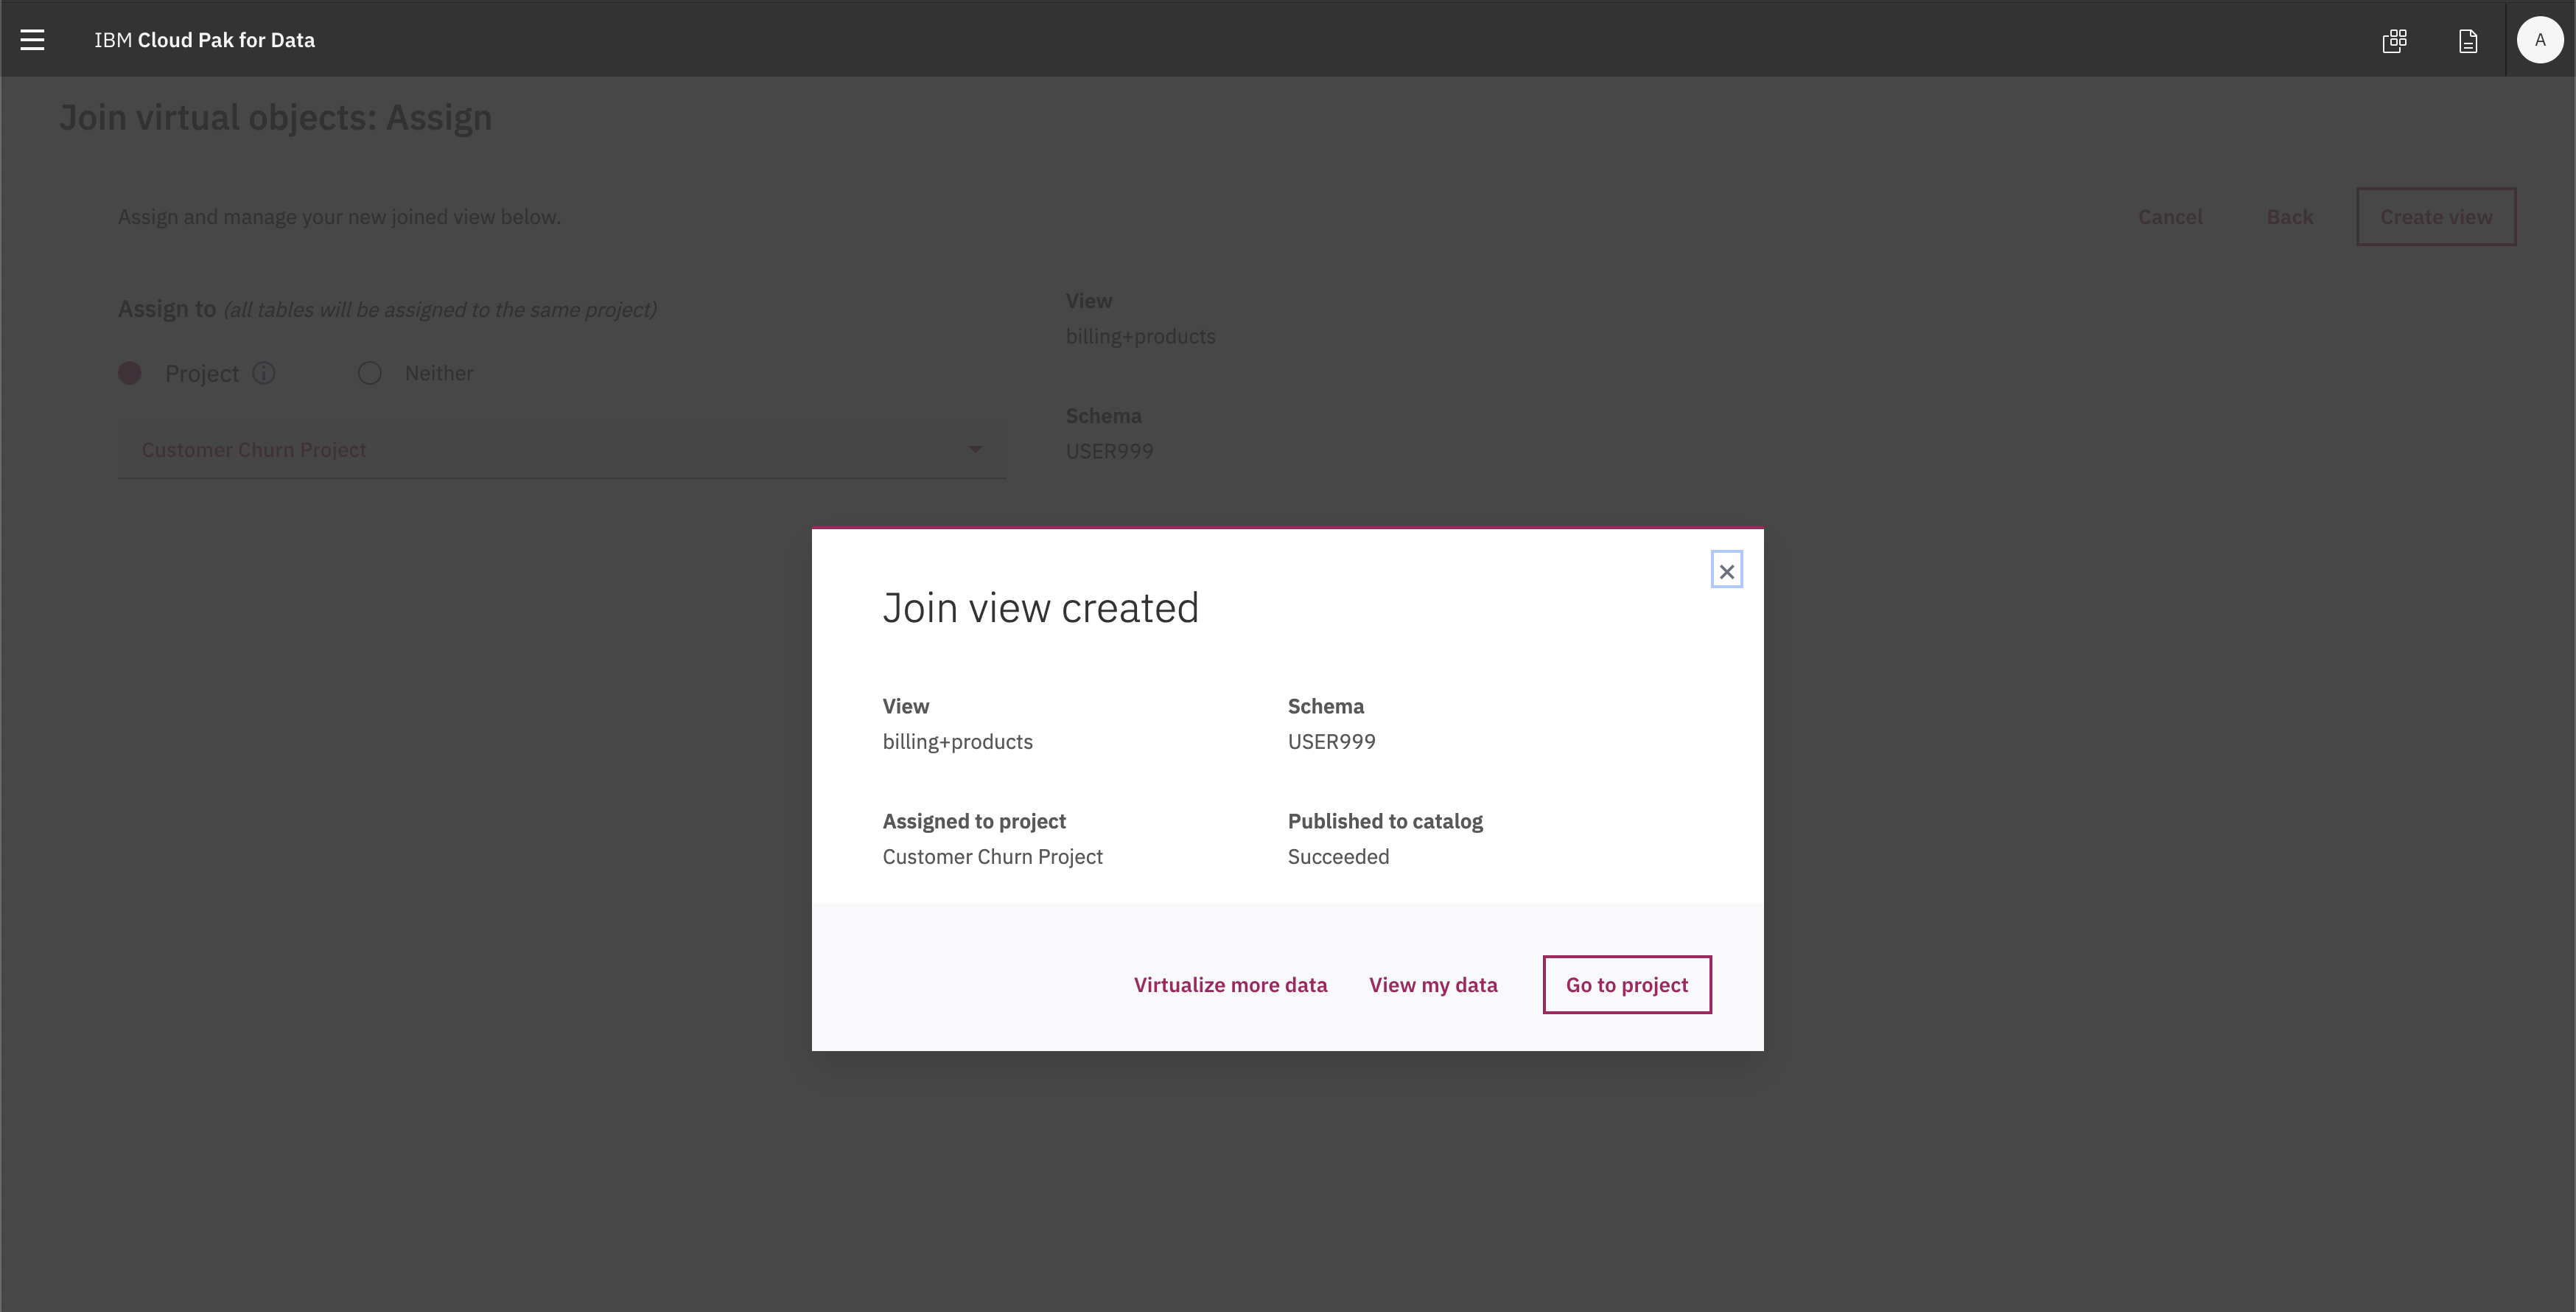 IBM Cloud Pak for Data
A
Join virtual objects: Assign
Assign and manage your new joined view below.
Cancel
Back
Create view
Assign to (all tables will be assigned to the same project)
Project
Neither
Customer Churn Project
View
billing+products
Schema
USER999
Join view created
View
billing+products
Schema
USER999
Assigned to project
Customer Churn Project
Published to catalog
Succeeded
Virtualize more data
View my data
Go to project